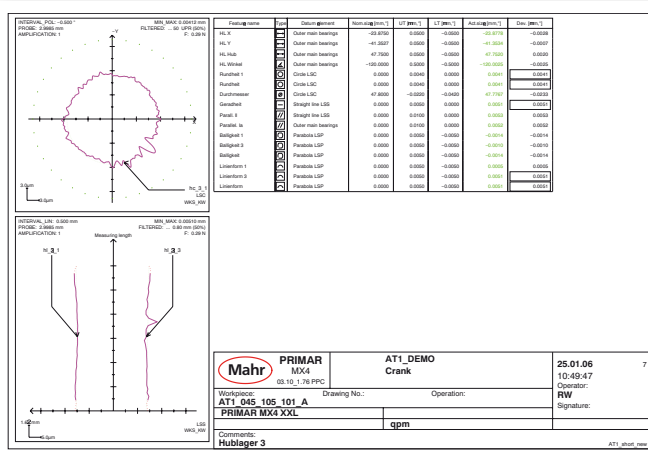 INTERVAL_POL: -0.500 ° MIN_MAX: 0.00412 mm
PROBE: 2.9985 mm FILTERED: ... 50 UPR (50%)
AMPLIFICATION: 1 F: 0.39 N
-Y
3.0µm
5.0µm
hc_3_1
LSC
WKS_KW
INTERVAL_LIN: 0.500 mm MIN_MAX: 0.00510 mm
PROBE: 2.9985 mm FILTERED: ... 0.80 mm (50%)
AMPLIFICATION: 1 F: 0.39 N
Measuring length
hl_3_1 hl_3_3
5.0µm
LSS
WKS_KW
Feature name Type Datum element Nom.size [mm,°] UT [mm,°] LT [mm,°] Act.size [mm,°] Dev. [mm,°]
HL X Outer main bearings -23.8750 0.0500 -0.0500 -23.8778 -0.0028
HL Y Outer main bearings -41.3527 0.0500 -0.0500 -41.3534 -0.0007
HL Hub Outer main bearings 47.7500 0.0500 -0.0500 47.7520 0.0020
HL Winkel Outer main bearings -120.0000 0.5000 -0.5000 -120.0025 -0.0025
Rundheit 1 Circle LSC 0.0000 0.0040 0.0000 0.0041 0.0041
Rundheit Circle LSC 0.0000 0.0040 0.0000 0.0041 0.0041
Durchmesser Circle LSC 47.8000 -0.0220 -0.0420 47.7767 -0.0233
Geradheit Straight line LSS 0.0000 0.0050 0.0000 0.0051 0.0051
Parall. II Straight line LSS 0.0000 0.0100 0.0000 0.0053 0.0053
Parallel. Ia Outer main bearings 0.0000 0.0100 0.0000 0.0052 0.0052
Balligkeit 1 Parabola LSP 0.0000 0.0050 -0.0050 -0.0014 -0.0014
Balligkeit 3 Parabola LSP 0.0000 0.0050 -0.0050 -0.0010 -0.0010
Balligkeit Parabola LSP 0.0000 0.0050 -0.0050 -0.0014 -0.0014
Linienform 1 Parabola LSP 0.0000 0.0050 0.0000 0.0055 0.0055
Linienform 3 Parabola LSP 0.0000 0.0050 0.0000 0.0051 0.0051
Linienform Parabola LSP 0.0000 0.0050 0.0000 0.0051 0.0051
Mahr
PRIMAR
MX4
03.10_1.76 PPC
AT1_DEMO
Crank
25.01.06 7
10:49:47
Operator:
RW
Signature:
Workpiece: Drawing No.: Operation:
AT1_045_105_101_A
PRIMAR MX4 XXL
qpm
Comments:
Hublager 3
AT1_short_new